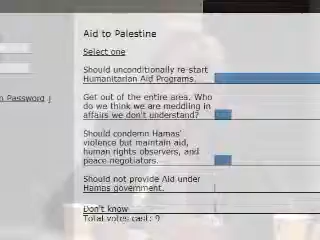 Aid to Palestine
Select one
Should unconditionally re-start
Humanitarian Aid Programs.
n Password ]
Get out of the entire area. Who
do we think we are meddling in
affairs we don't understand?
Should condemn Hamas'
violence but maintain aid,
human rights observers, and
peace negotiators.
Should not provide Aid under
Hamas government.
Don't know
Total votes cast: 9